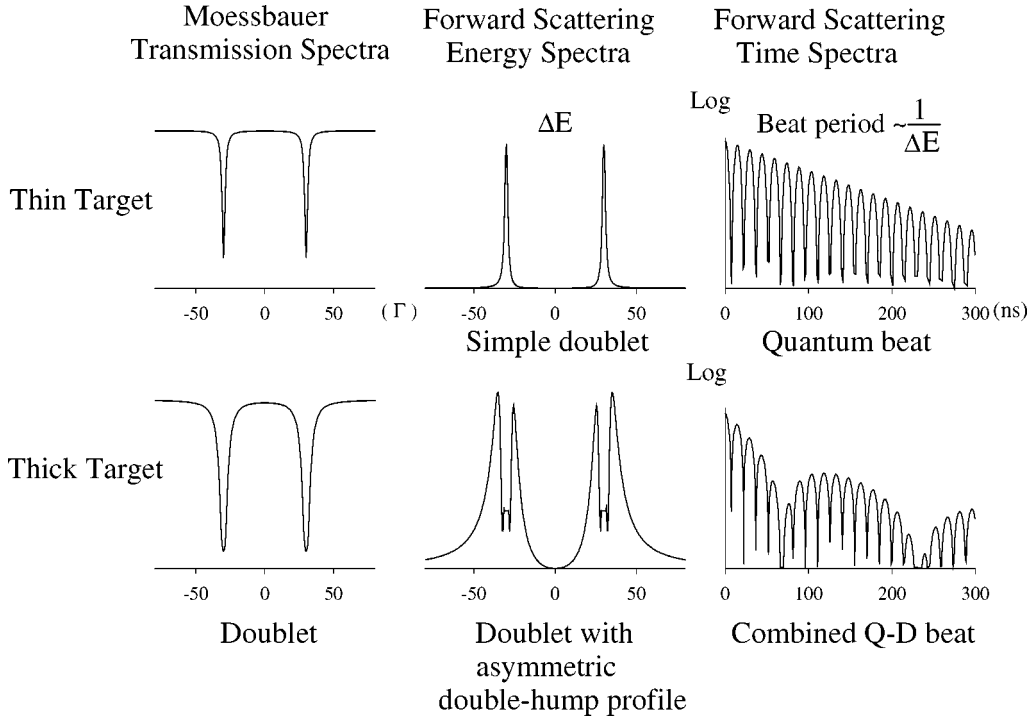 Moessbauer
Transmission Spectra
Forward Scattering
Energy Spectra
Forward Scattering
Time Spectra
Thin Target
-50 0 50 (Γ)
ΔE
-50 0 50
Simple doublet
Log
Beat period ~ 1
ΔE
0 100 200 300 (ns)
Quantum beat
Thick Target
-50 0 50
Doublet
-50 0 50
Doublet with
asymmetric
double-hump profile
Log
0 100 200 300
Combined Q-D beat